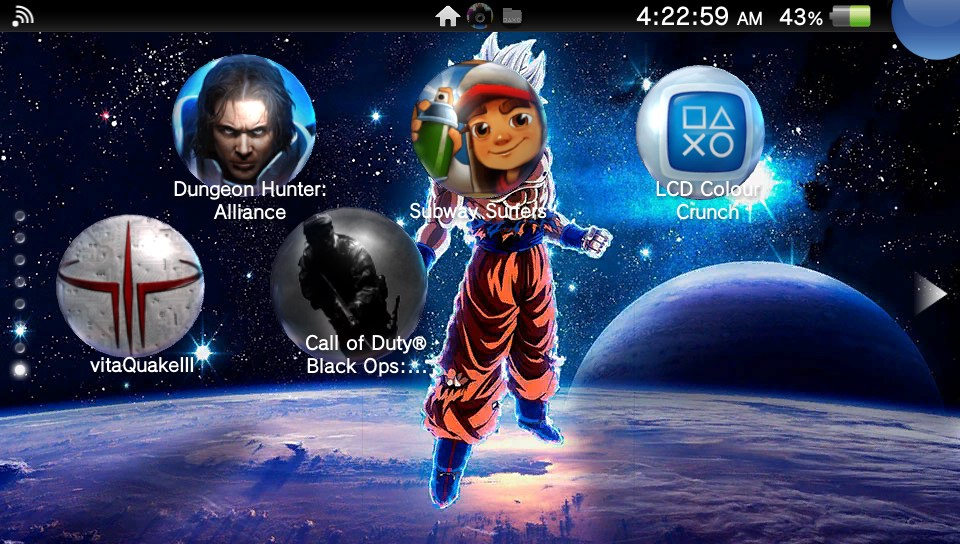 4:22:59 AM 43%
Dungeon Hunter:
Alliance
Subway Surfers
LCD Colour
Crunch
vitaQuakeIII
Call of Duty®
Black Ops:....